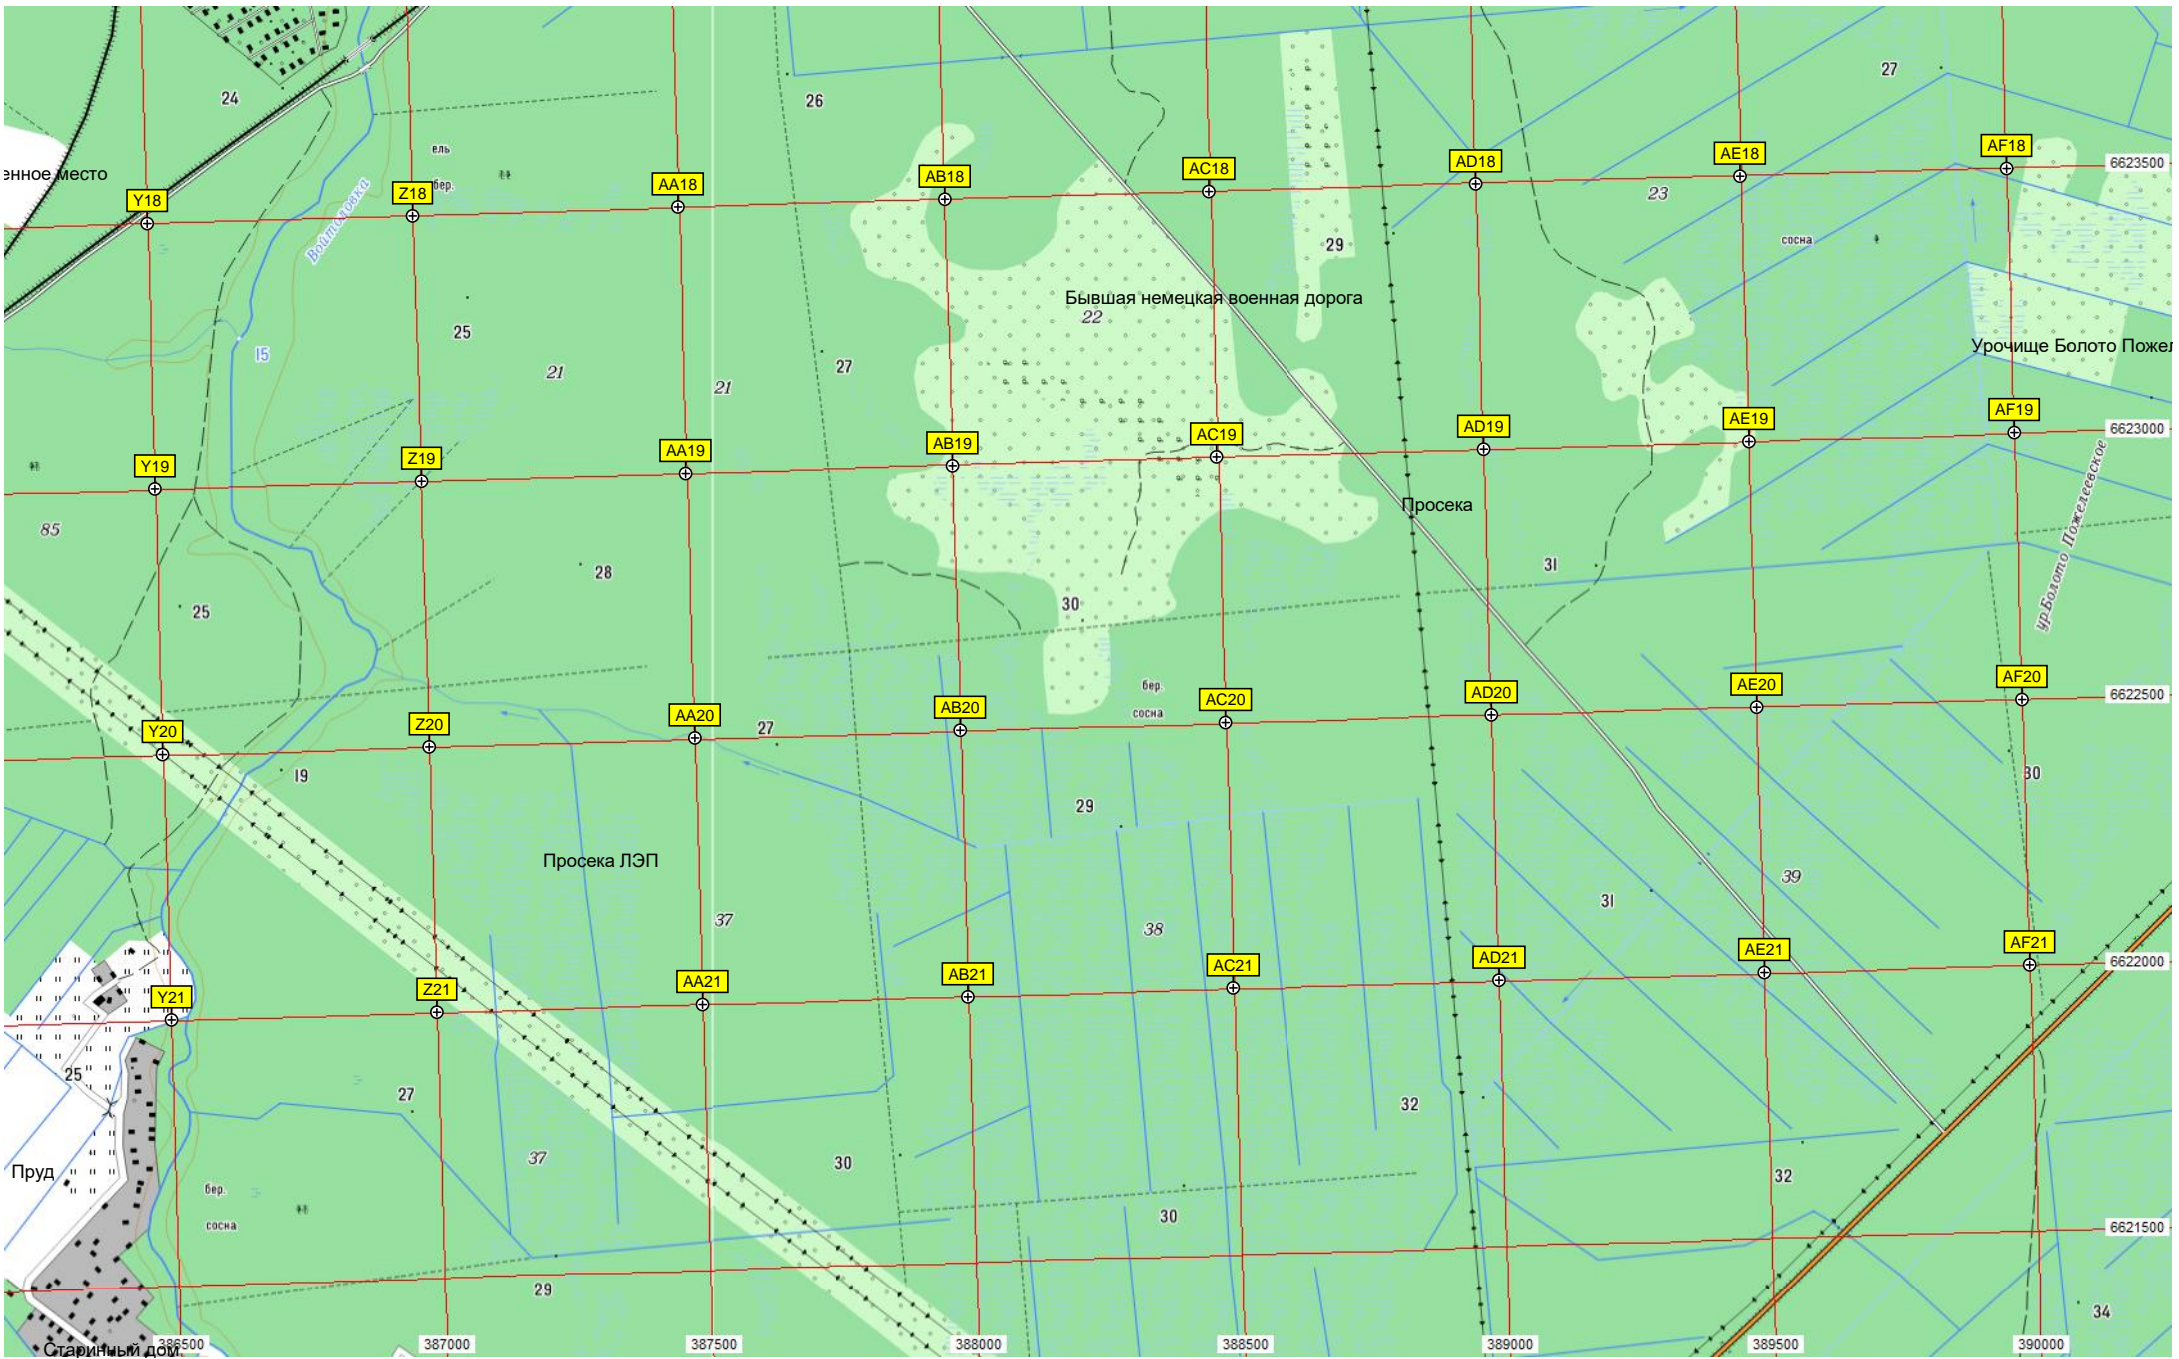 24
26
27
ель
бер.
енное место
Y18
Z18
AA18
AB18
AC18
AD18
AE18
AF18
6623500
23
Войтоловка
29
сосна
Бывшая немецкая военная дорога
22
25
15
21
21
27
Урочище Болото Пожел
Y19
Z19
AA19
AB19
AC19
AD19
AE19
AF19
6623000
85
Просека
ур.Болото Пожелеевское
28
31
25
30
бер.
сосна
Y20
Z20
AA20
AB20
AC20
AD20
AE20
AF20
6622500
27
19
30
29
Просека ЛЭП
39
31
37
38
Y21
Z21
AA21
AB21
AC21
AD21
AE21
AF21
6622000
25
27
32
37
30
Пруд
32
бер.
сосна
30
6621500
29
34
Старинный дом
386500
387000
387500
388000
388500
389000
389500
390000